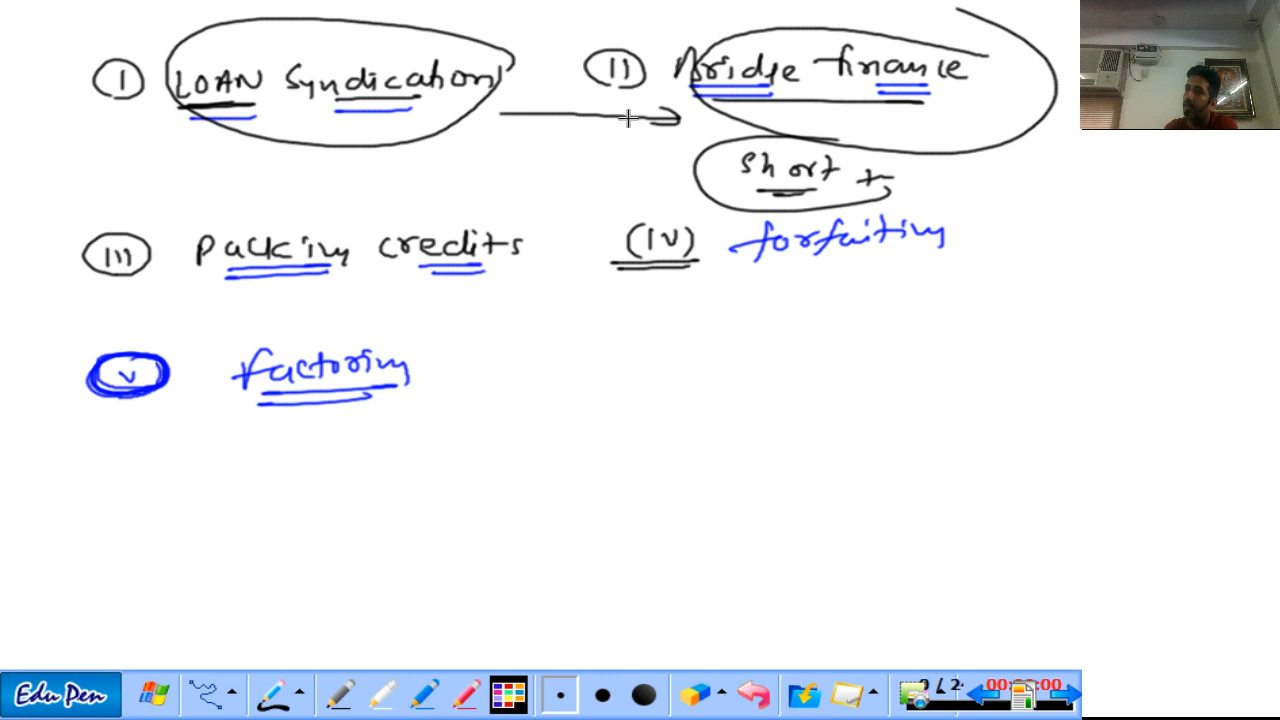 (I) LOAN Syndication (II) Bridge finance
Short t
(III) Packing credits (IV) forfaiting
(V) factoring
Edu Pen